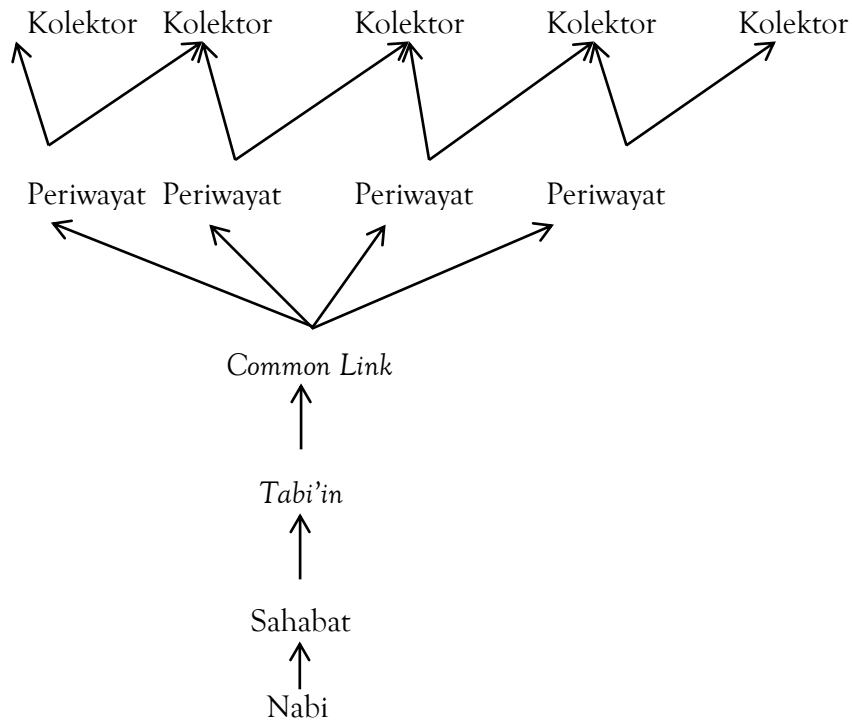 Kolektor Kolektor Kolektor Kolektor Kolektor
Periwayat Periwayat Periwayat Periwayat
Common Link
Tabi’in
Sahabat
Nabi